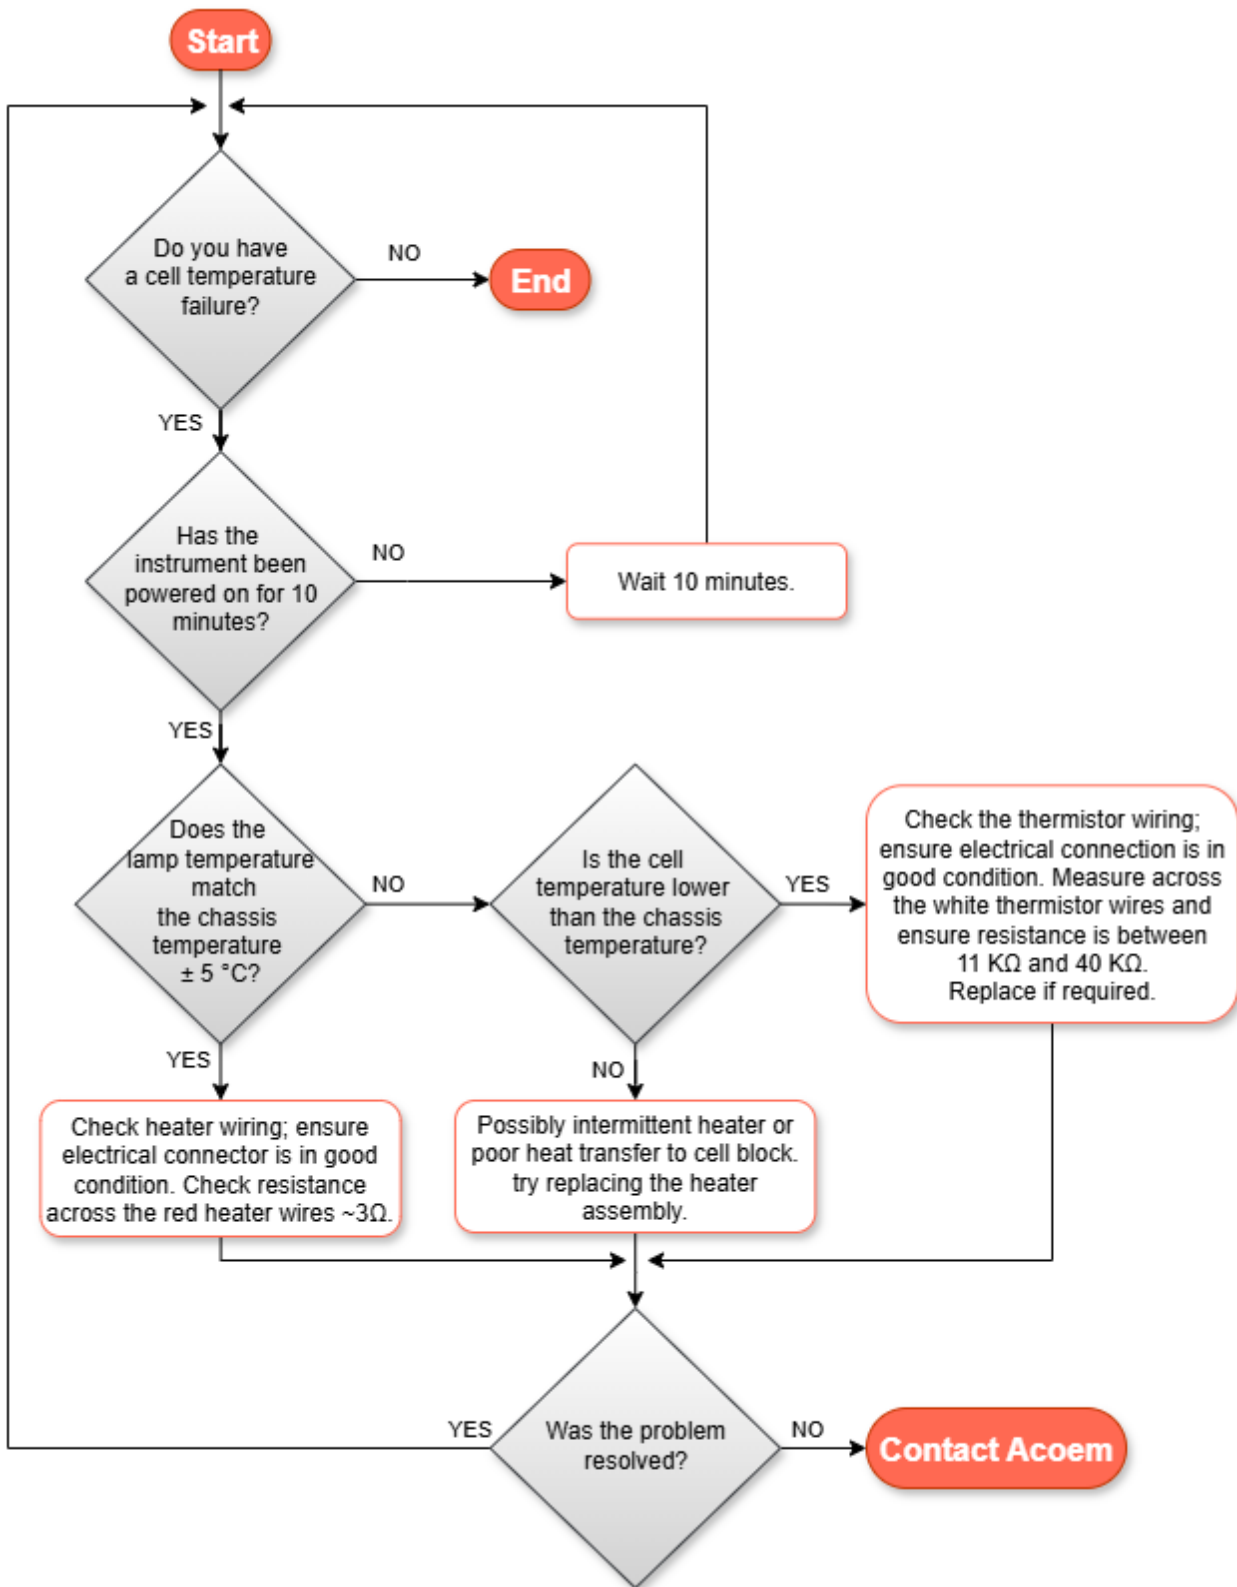 Start
Do you have
a cell temperature
failure?
NO
End
YES
Has the
instrument been
powered on for 10
minutes?
NO
Wait 10 minutes.
YES
Does the
lamp temperature
match
the chassis
temperature
± 5 °C?
NO
Is the cell
temperature lower
than the chassis
temperature?
YES
Check the thermistor wiring;
ensure electrical connection is in
good condition. Measure across
the white thermistor wires and
ensure resistance is between
11 KΩ and 40 KΩ.
Replace if required.
YES
NO
Check heater wiring; ensure
electrical connector is in good
condition. Check resistance
across the red heater wires ~3Ω.
Possibly intermittent heater or
poor heat transfer to cell block.
try replacing the heater
assembly.
YES
Was the problem
resolved?
NO
Contact Acoem